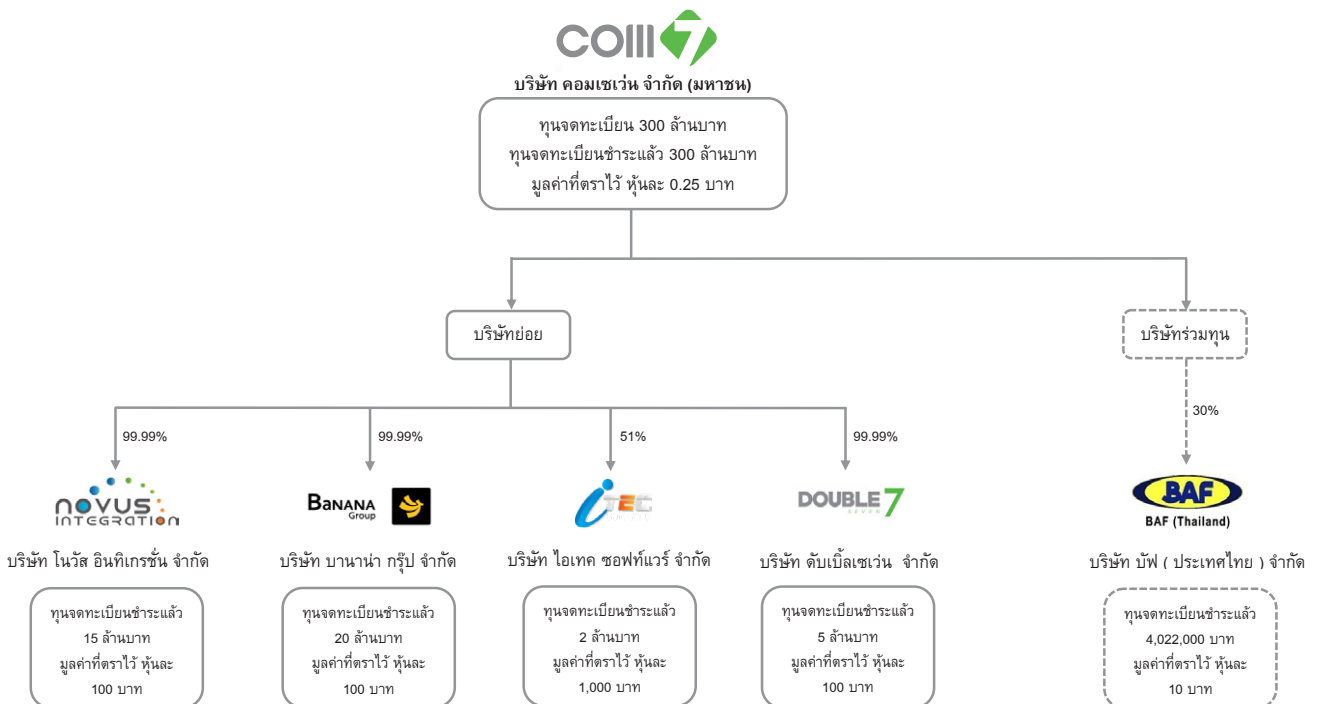 COM7
บริษัท คอมเซเว่น จำกัด (มหาชน)
ทุนจดทะเบียน 300 ล้านบาท
ทุนจดทะเบียนชำระแล้ว 300 ล้านบาท
มูลค่าที่ตราไว้ หุ้นละ 0.25 บาท
บริษัทย่อย
บริษัทร่วมทุน
99.99%
99.99%
51%
99.99%
30%
novus
INTEGRATION
BANANA
Group
iTEC
DOUBLE 7
SEVEN
BAF
BAF (Thailand)
บริษัท โนวัส อินทิเกรชั่น จำกัด
บริษัท บานาน่า กรุ๊ป จำกัด
บริษัท ไอเทค ซอฟท์แวร์ จำกัด
บริษัท ดับเบิ้ลเซเว่น จำกัด
บริษัท บัฟ ( ประเทศไทย ) จำกัด
ทุนจดทะเบียนชำระแล้ว
15 ล้านบาท
มูลค่าที่ตราไว้ หุ้นละ
100 บาท
ทุนจดทะเบียนชำระแล้ว
20 ล้านบาท
มูลค่าที่ตราไว้ หุ้นละ
100 บาท
ทุนจดทะเบียนชำระแล้ว
2 ล้านบาท
มูลค่าที่ตราไว้ หุ้นละ
1,000 บาท
ทุนจดทะเบียนชำระแล้ว
5 ล้านบาท
มูลค่าที่ตราไว้ หุ้นละ
100 บาท
ทุนจดทะเบียนชำระแล้ว
4,022,000 บาท
มูลค่าที่ตราไว้ หุ้นละ
10 บาท